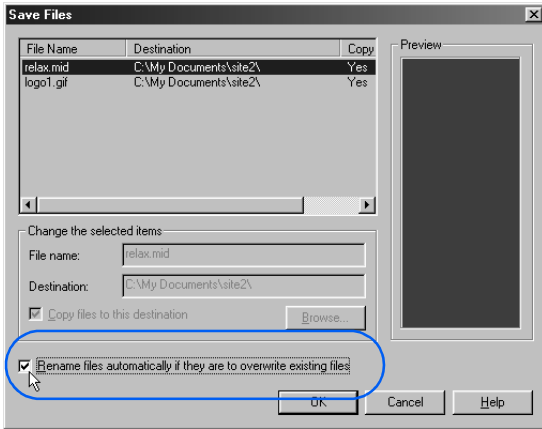 Save Files
File Name Destination Copy
relax.mid C:\My Documents\site2\ Yes
logo1.gif C:\My Documents\site2\ Yes
Preview
Change the selected items
File name: relax.mid
Destination: C:\My Documents\site2\
Copy files to this destination
Browse...
Rename files automatically if they are to overwrite existing files
OK Cancel Help